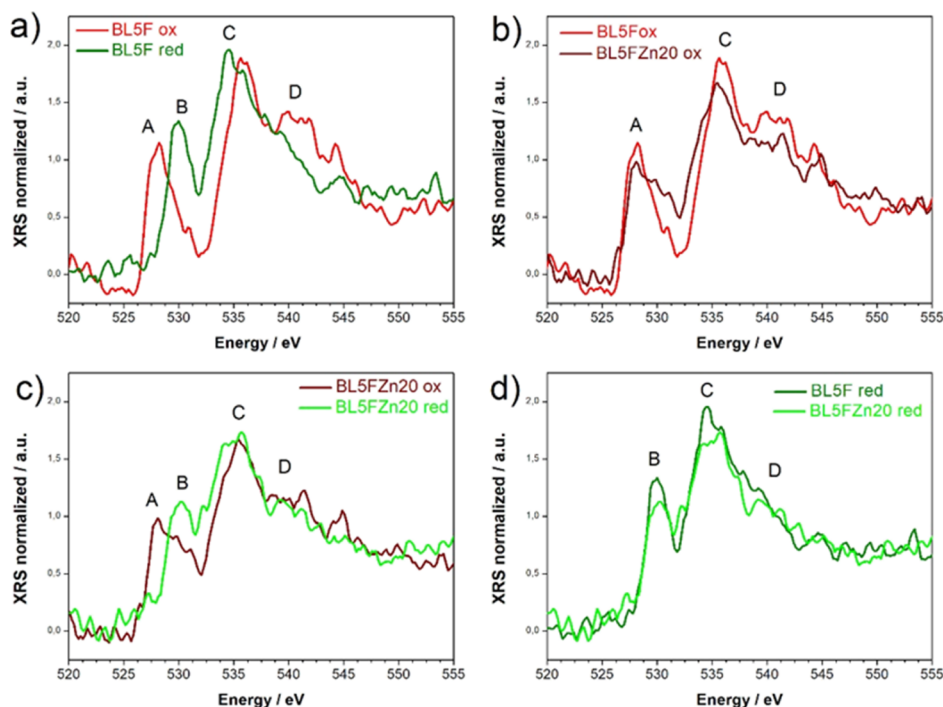 a)
BL5F ox
BL5F red
A
B
C
D
XRS normalized / a.u.
2,0
1,5
1,0
0,5
0,0
520 525 530 535 540 545 550 555
Energy / eV
b)
BL5Fox
BL5FZn20 ox
A
C
D
XRS normalized / a.u.
2,0
1,5
1,0
0,5
0,0
520 525 530 535 540 545 550 555
Energy / eV
c)
BL5FZn20 ox
BL5FZn20 red
A
B
C
D
XRS normalized / a.u.
2,0
1,5
1,0
0,5
0,0
520 525 530 535 540 545 550 555
Energy / eV
d)
BL5F red
BL5FZn20 red
B
C
D
XRS normalized / a.u.
2,0
1,5
1,0
0,5
0,0
520 525 530 535 540 545 550 555
Energy / eV